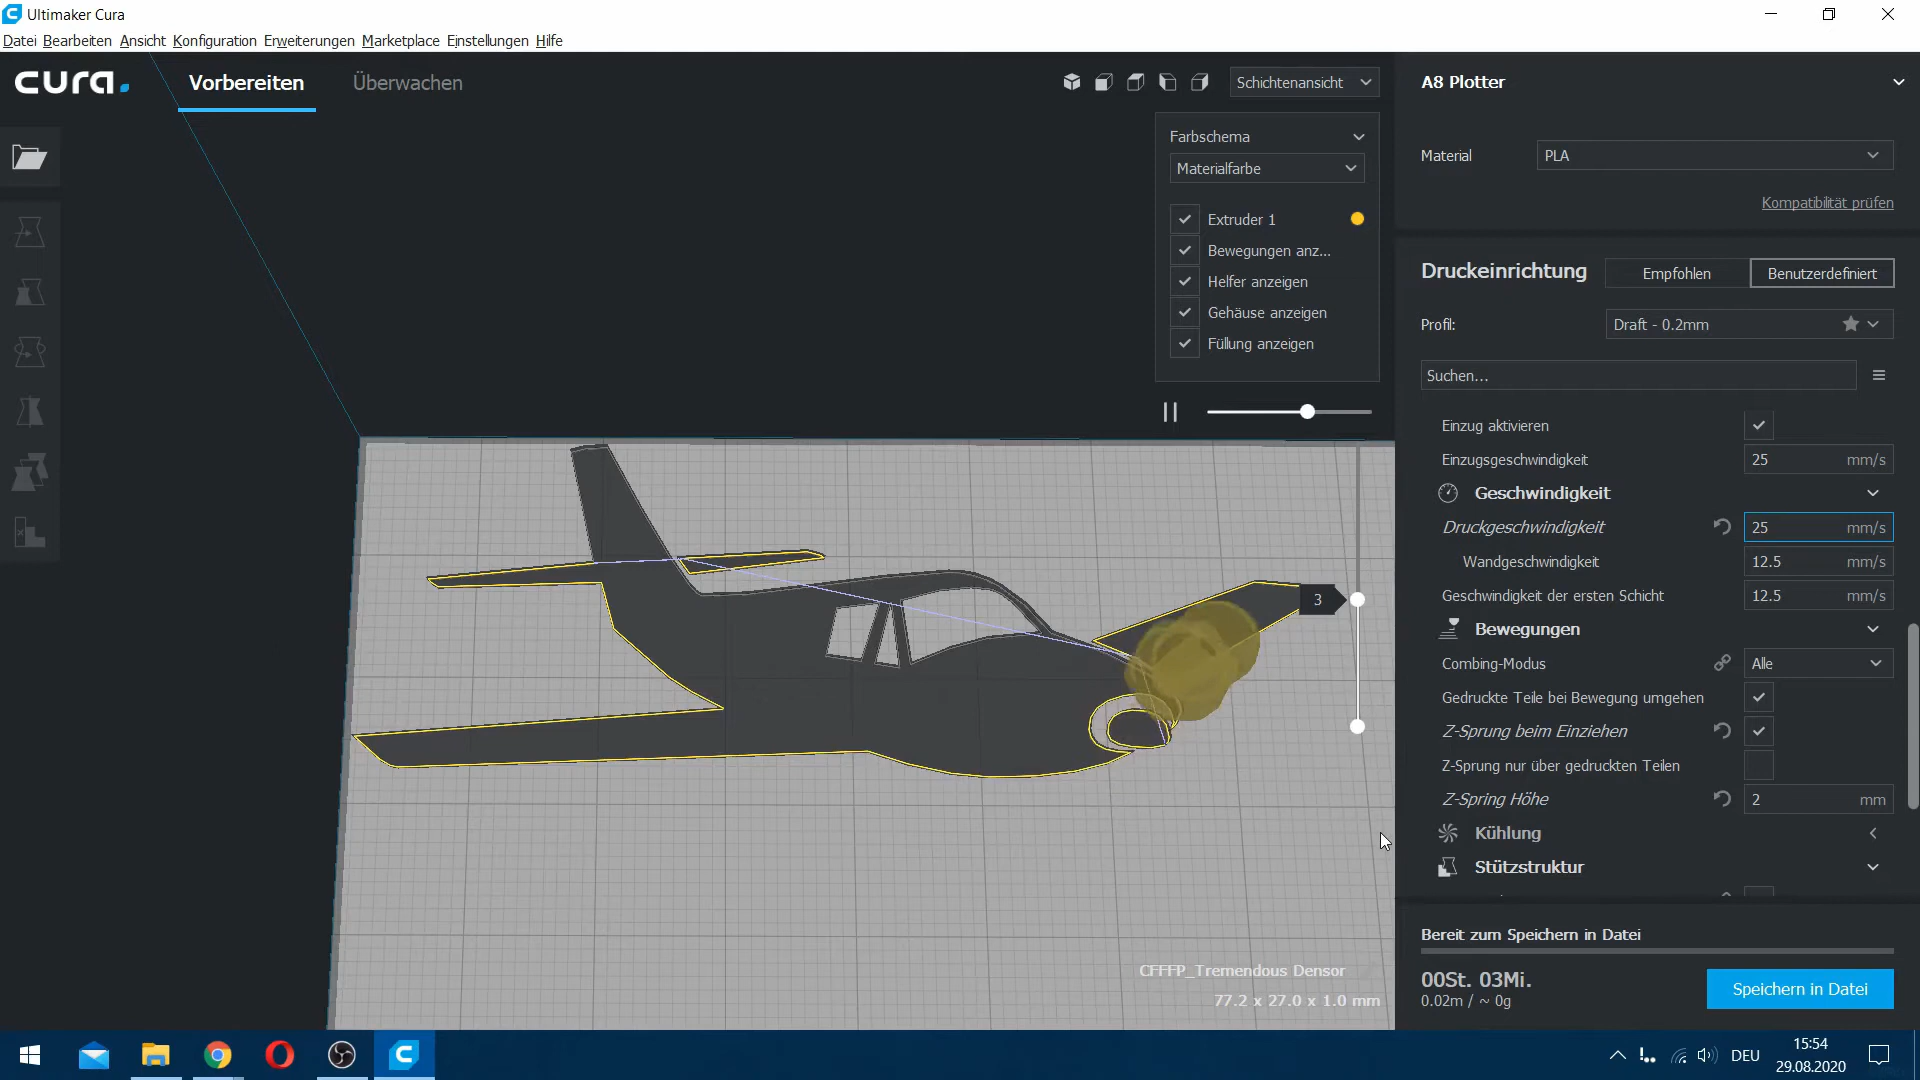 Ultimaker Cura
Datei Bearbeiten Ansicht Konfiguration Erweiterungen Marketplace Einstellungen Hilfe
cura.
Vorbereiten
Überwachen
Schichtenansicht
A8 Plotter
Farbschema
Materialfarbe
Extruder 1
Bewegungen anz...
Helfer anzeigen
Gehäuse anzeigen
Füllung anzeigen
Material
PLA
Kompatibilität prüfen
Druckeinrichtung
Empfohlen
Benutzerdefiniert
Profil:
Draft - 0.2mm
Suchen...
Einzug aktivieren
Einzugsgeschwindigkeit 25 mm/s
Geschwindigkeit
Druckgeschwindigkeit 25 mm/s
Wandgeschwindigkeit 12.5 mm/s
Geschwindigkeit der ersten Schicht 12.5 mm/s
Bewegungen
Combing-Modus Alle
Gedruckte Teile bei Bewegung umgehen
Z-Sprung beim Einziehen
Z-Sprung nur über gedruckten Teilen
Z-Spring Höhe 2 mm
Kühlung
Stützstruktur
3
CFFFP_Tremendous Densor
77.2 x 27.0 x 1.0 mm
Bereit zum Speichern in Datei
00St. 03Mi.
0.02m / ~ 0g
Speichern in Datei
DEU
15:54
29.08.2020